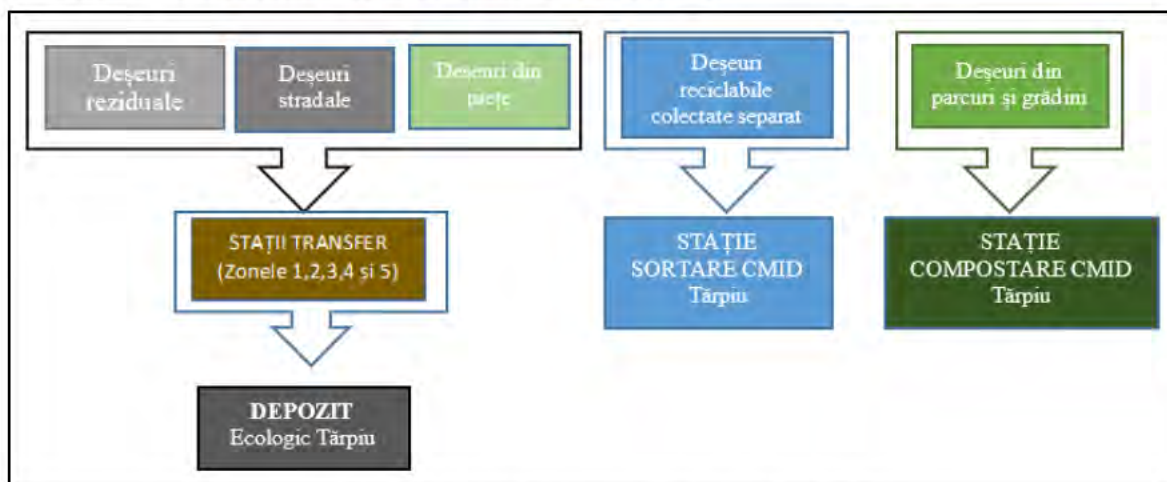 Deșeuri
reziduale
Deșeuri
stradale
Deseuri din
piețe
Deșeuri
reciclabile
colectate separat
Deșeuri din
parcuri și grădini
STAȚII TRANSFER
(Zonele 1,2,3,4 și 5)
STAȚIE
SORTARE CMID
Tărpiu
STAȚIE
COMPOSTARE CMID
Tărpiu
DEPOZIT
Ecologic Tărpiu